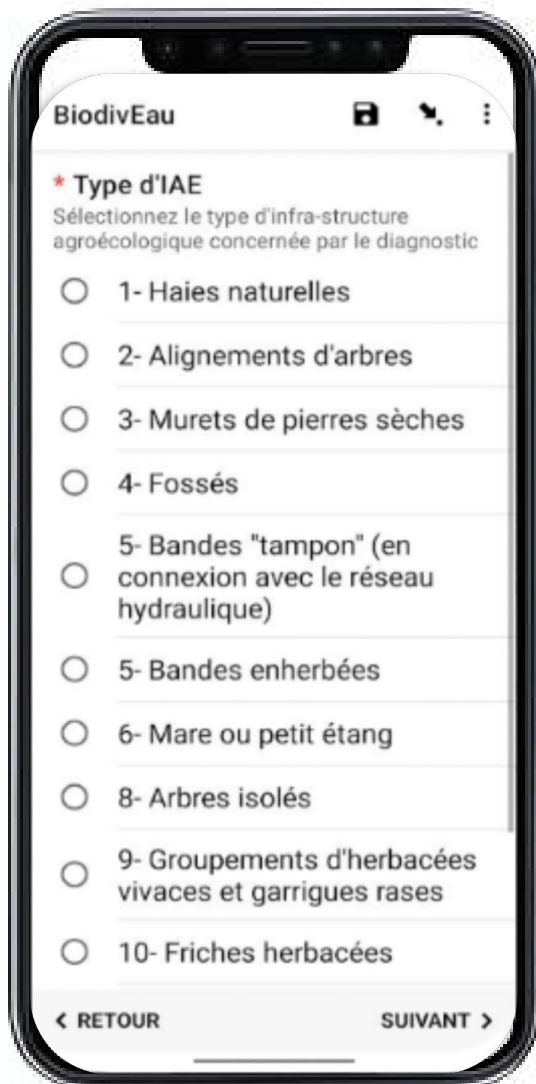 BiodivEau
* Type d'IAE
Sélectionnez le type d'infra-structure
agroécologique concernée par le diagnostic
1- Haies naturelles
2- Alignements d'arbres
3- Murets de pierres sèches
4- Fossés
5- Bandes "tampon" (en
connexion avec le réseau
hydraulique)
5- Bandes enherbées
6- Mare ou petit étang
8- Arbres isolés
9- Groupements d'herbacées
vivaces et garrigues rases
10- Friches herbacées
< RETOUR SUIVANT >